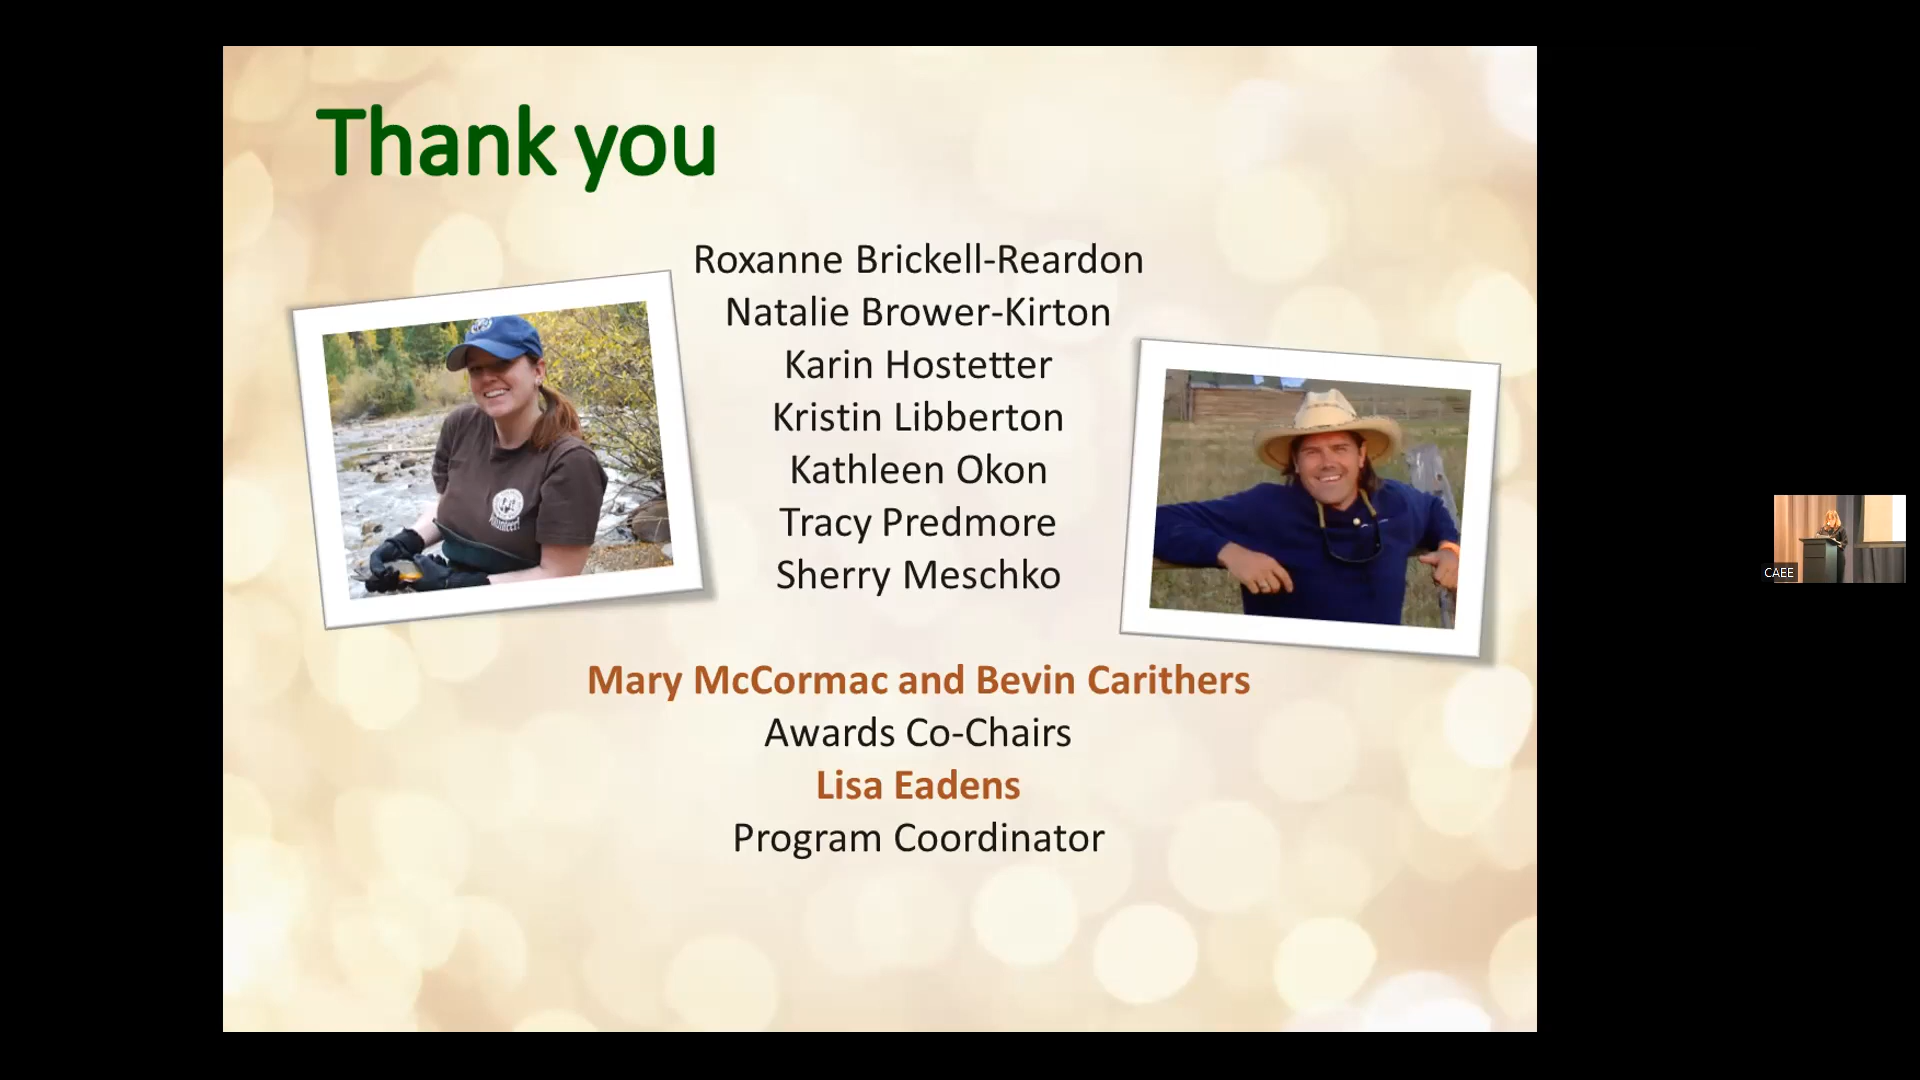 Thank you
Roxanne Brickell-Reardon
Natalie Brower-Kirton
Karin Hostetter
Kristin Libberton
Kathleen Okon
Tracy Predmore
Sherry Meschko
Mary McCormac and Bevin Carithers
Awards Co-Chairs
Lisa Eadens
Program Coordinator
CAEE